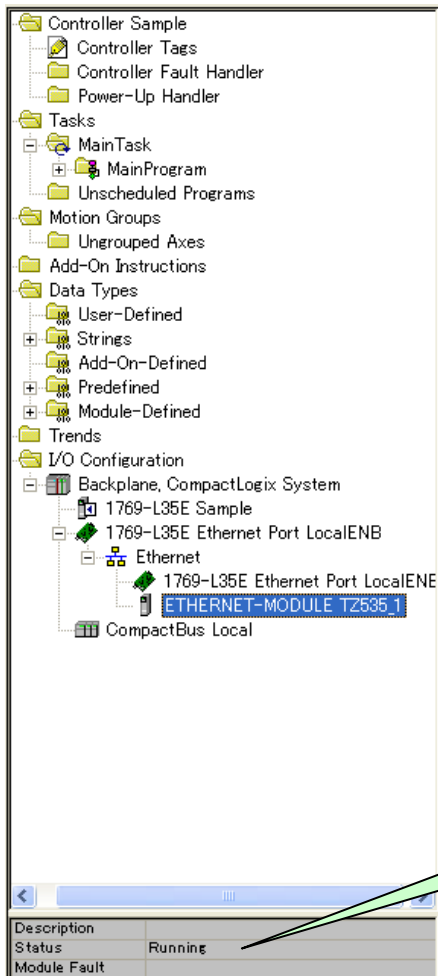 Controller Sample
Controller Tags
Controller Fault Handler
Power-Up Handler
Tasks
MainTask
MainProgram
Unscheduled Programs
Motion Groups
Ungrouped Axes
Add-On Instructions
Data Types
User-Defined
Strings
Add-On-Defined
Predefined
Module-Defined
Trends
I/O Configuration
Backplane, CompactLogix System
1769-L35E Sample
1769-L35E Ethernet Port LocalENB
Ethernet
1769-L35E Ethernet Port LocalENE
ETHERNET-MODULE TZ535_1
CompactBus Local
Description
Status Running
Module Fault